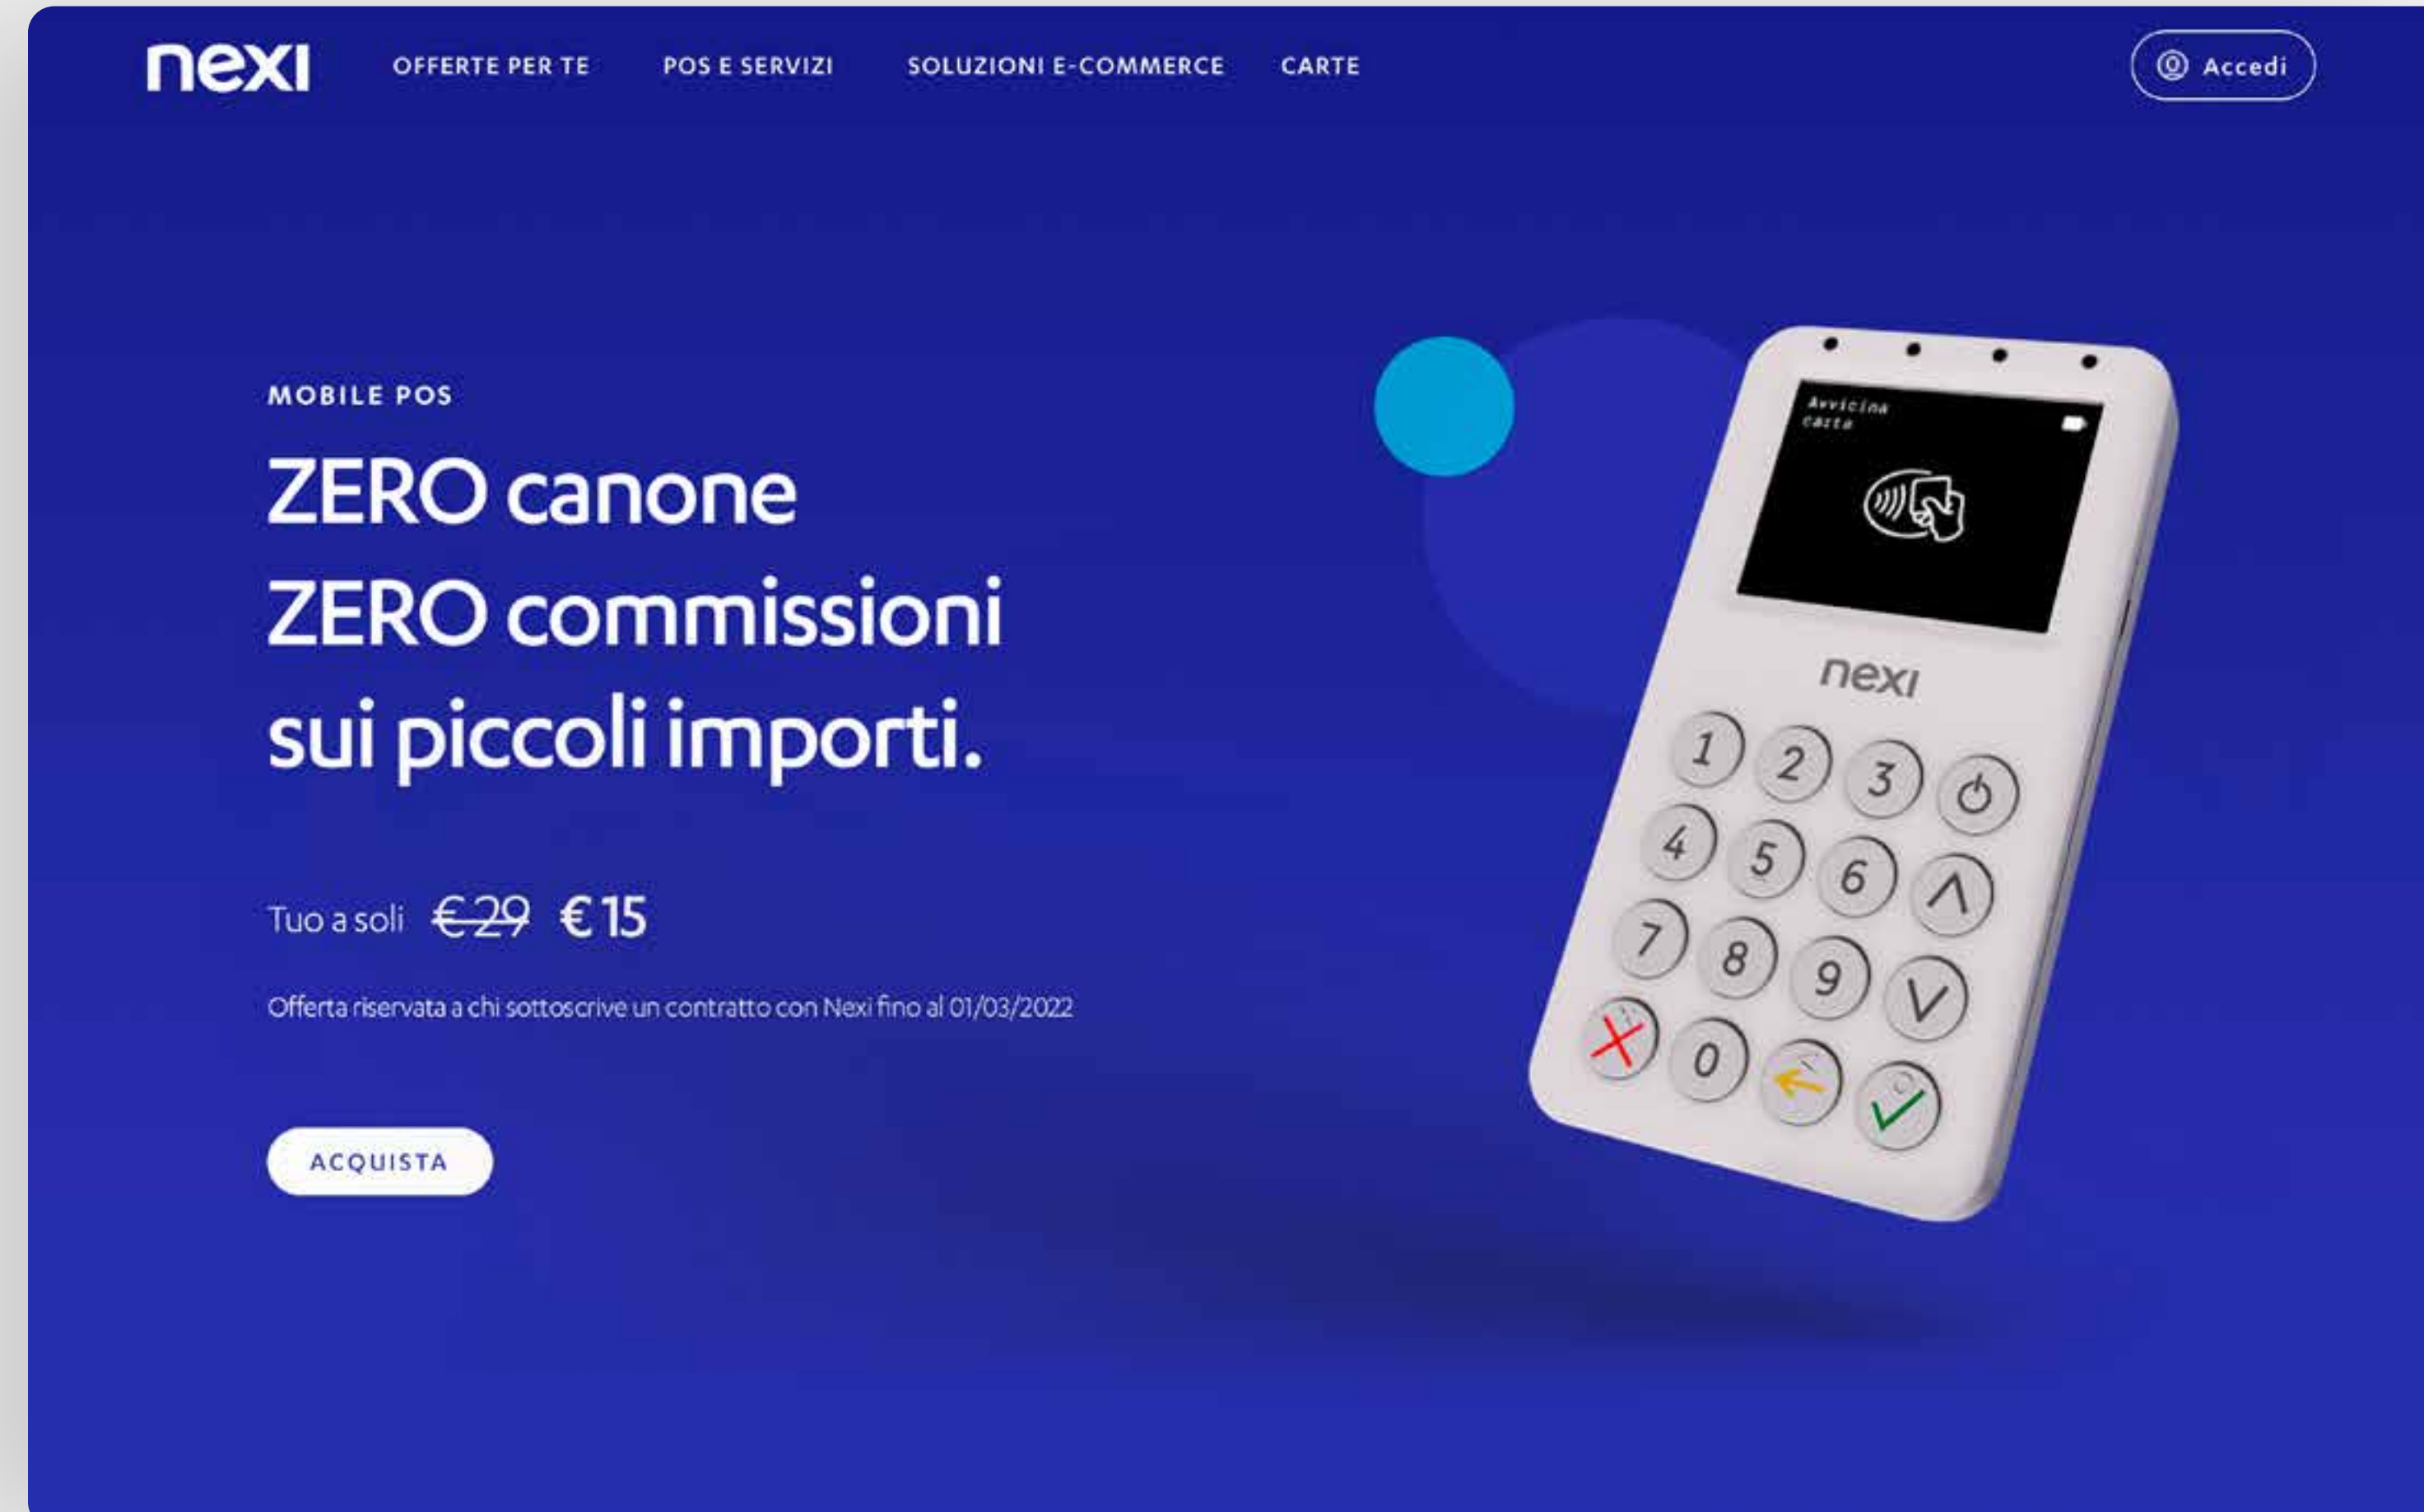 nexi
OFFERTE PER TE
POS E SERVIZI
SOLUZIONI E-COMMERCE
CARTE
Accedi
MOBILE POS
ZERO canone
ZERO commissioni
sui piccoli importi.
Tuo a soli €29 €15
Offerta riservata a chi sottoscrive un contratto con Nexi fino al 01/03/2022
ACQUISTA
Avvicina
carta
nexi
1 2 3
4 5 6
7 8 9
0